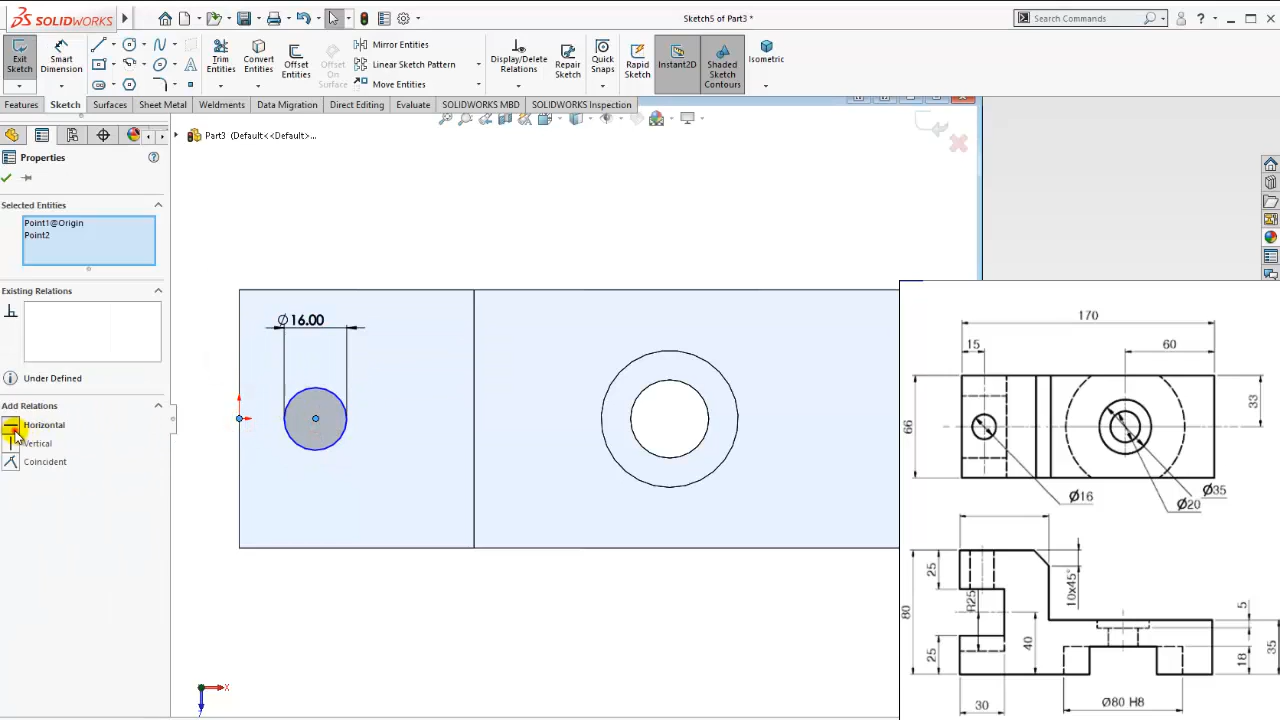 SOLIDWORKS
Sketch5 of Part3 *
Search Commands
Exit Sketch
Smart Dimension
Trim Entities
Convert Entities
Offset Entities
Offset On Surface
Mirror Entities
Linear Sketch Pattern
Move Entities
Display/Delete Relations
Repair Sketch
Quick Snaps
Rapid Sketch
Instant2D
Shaded Sketch Contours
Isometric
Features
Sketch
Surfaces
Sheet Metal
Weldments
Data Migration
Direct Editing
Evaluate
SOLIDWORKS MBD
SOLIDWORKS Inspection
Part3 (Default<<Default>...
Properties
Selected Entities
Point1@Origin
Point2
Existing Relations
Under Defined
Add Relations
Horizontal
Vertical
Coincident
∅16.00
X
170
15
60
66
33
Ø16
Ø35
Ø20
25
R25
10x45°
80
40
5
35
25
18
30
Ø80 H8